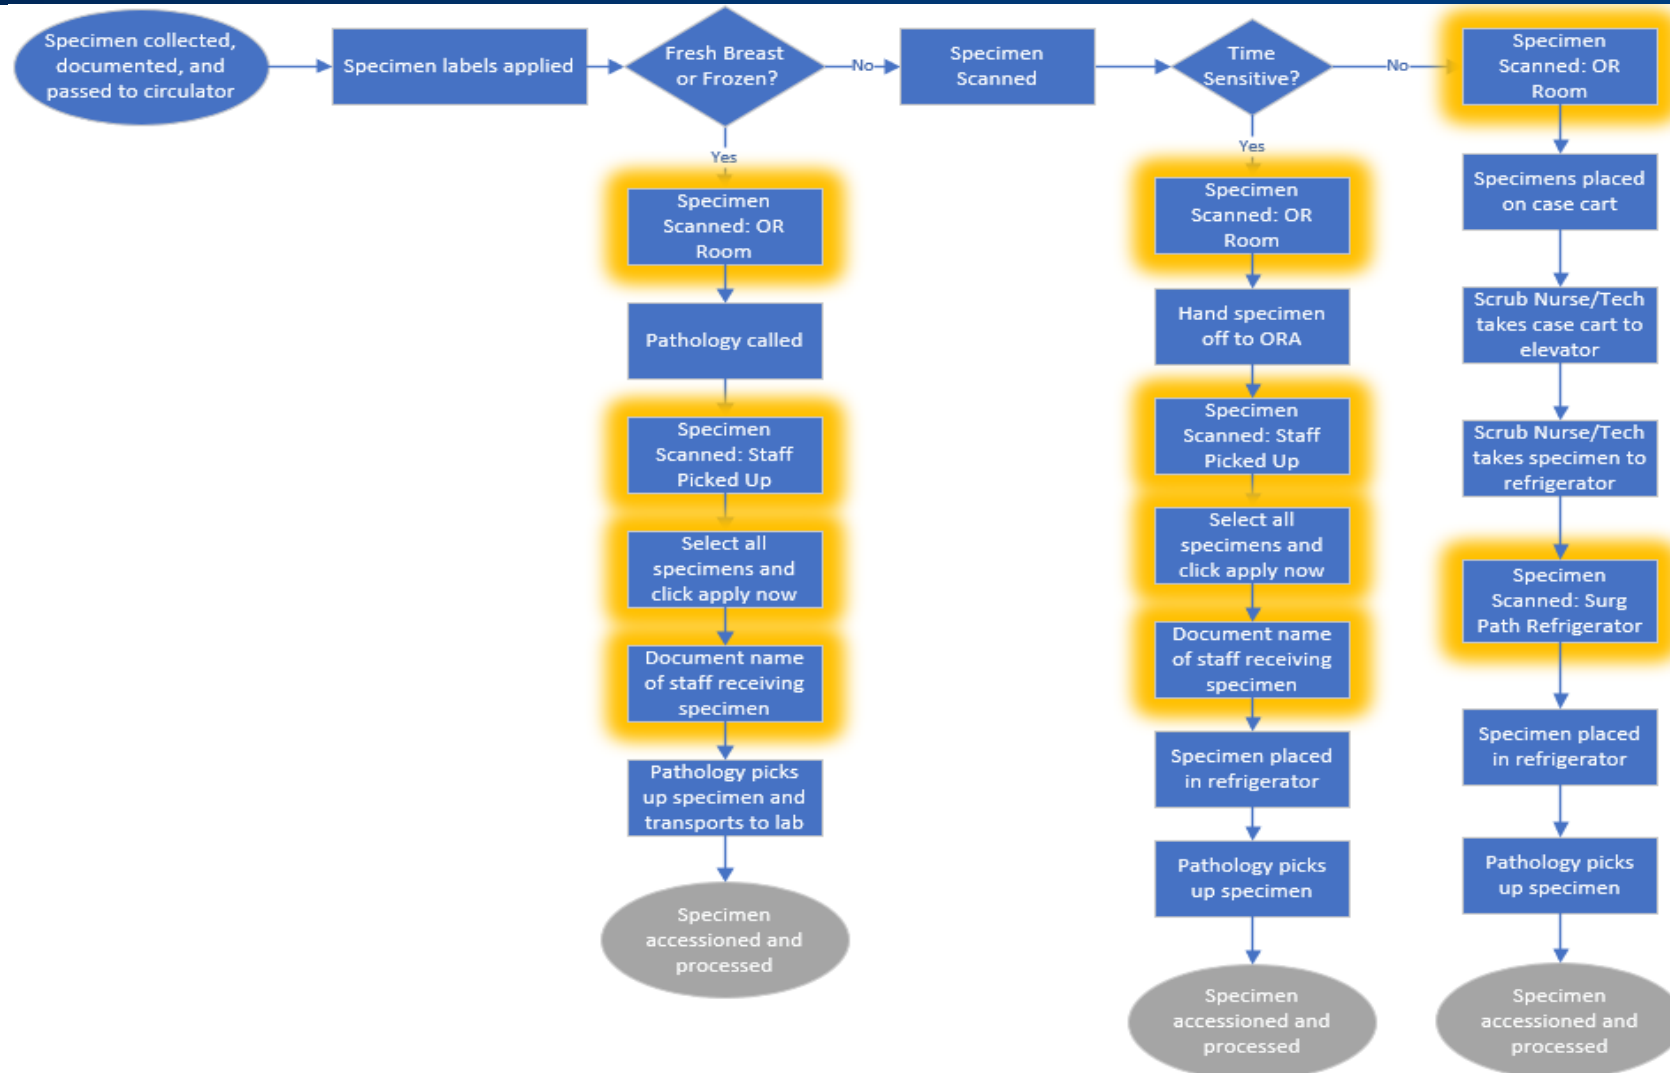 Specimen collected,
documented, and
passed to circulator
Specimen labels applied
Fresh Breast
or Frozen?
No
Specimen
Scanned
Time
Sensitive?
No
Specimen
Scanned: OR
Room
Yes
Specimen
Scanned: OR
Room
Pathology called
Specimen
Scanned: Staff
Picked Up
Select all
specimens and
click apply now
Document name
of staff receiving
specimen
Pathology picks
up specimen and
transports to lab
Specimen
accessioned and
processed
Yes
Specimen
Scanned: OR
Room
Hand specimen
off to ORA
Specimen
Scanned: Staff
Picked Up
Select all
specimens and
click apply now
Document name
of staff receiving
specimen
Specimen placed
in refrigerator
Pathology picks
up specimen
Specimen
accessioned and
processed
Specimens placed
on case cart
Scrub Nurse/Tech
takes case cart to
elevator
Scrub Nurse/Tech
takes specimen to
refrigerator
Specimen
Scanned: Surg
Path Refrigerator
Specimen placed
in refrigerator
Pathology picks
up specimen
Specimen
accessioned and
processed